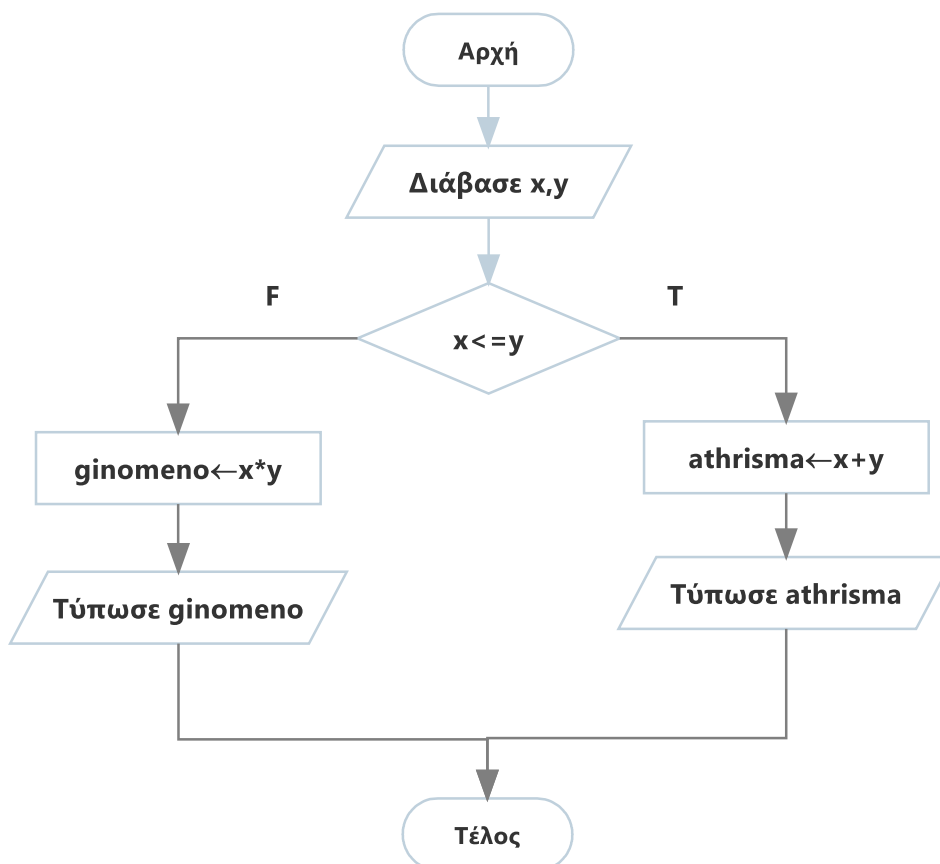 Αρχή
Διάβασε x,y
F
T
x<=y
ginomeno←x*y
athrisma←x+y
Τύπωσε ginomeno
Τύπωσε athrisma
Τέλος